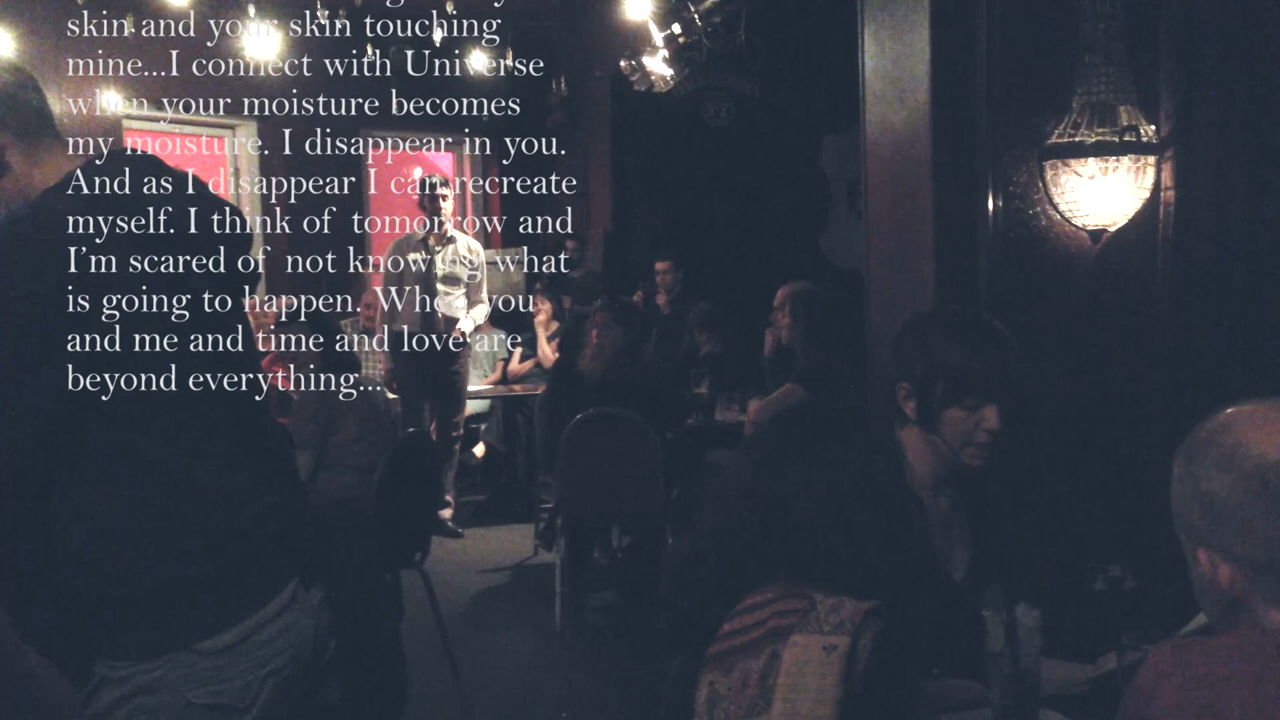 skin and your skin touching
mine...I connect with Universe
when your moisture becomes
my moisture. I disappear in you.
And as I disappear I can recreate
myself. I think of tomorrow and
I'm scared of not knowing what
is going to happen. When you
and me and time and love are
beyond everything...